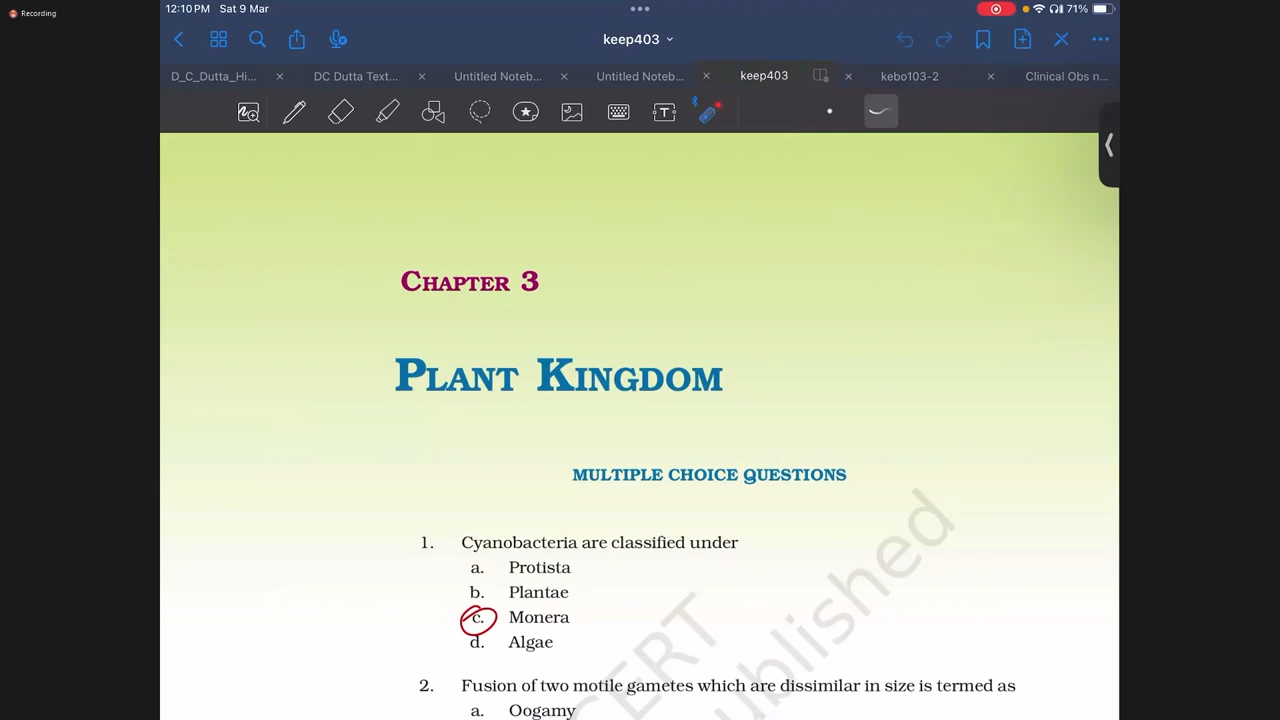 Recording
12:10 PM Sat 9 Mar
71%
keep403
D_C_Dutta_Hi...
DC Dutta Text...
Untitled Noteb...
Untitled Noteb...
keep403
kebo103-2
Clinical Obs n...
CHAPTER 3
PLANT KINGDOM
MULTIPLE CHOICE QUESTIONS
1. Cyanobacteria are classified under
a. Protista
b. Plantae
c. Monera
d. Algae
2. Fusion of two motile gametes which are dissimilar in size is termed as
a. Oogamy
CERT
ublished